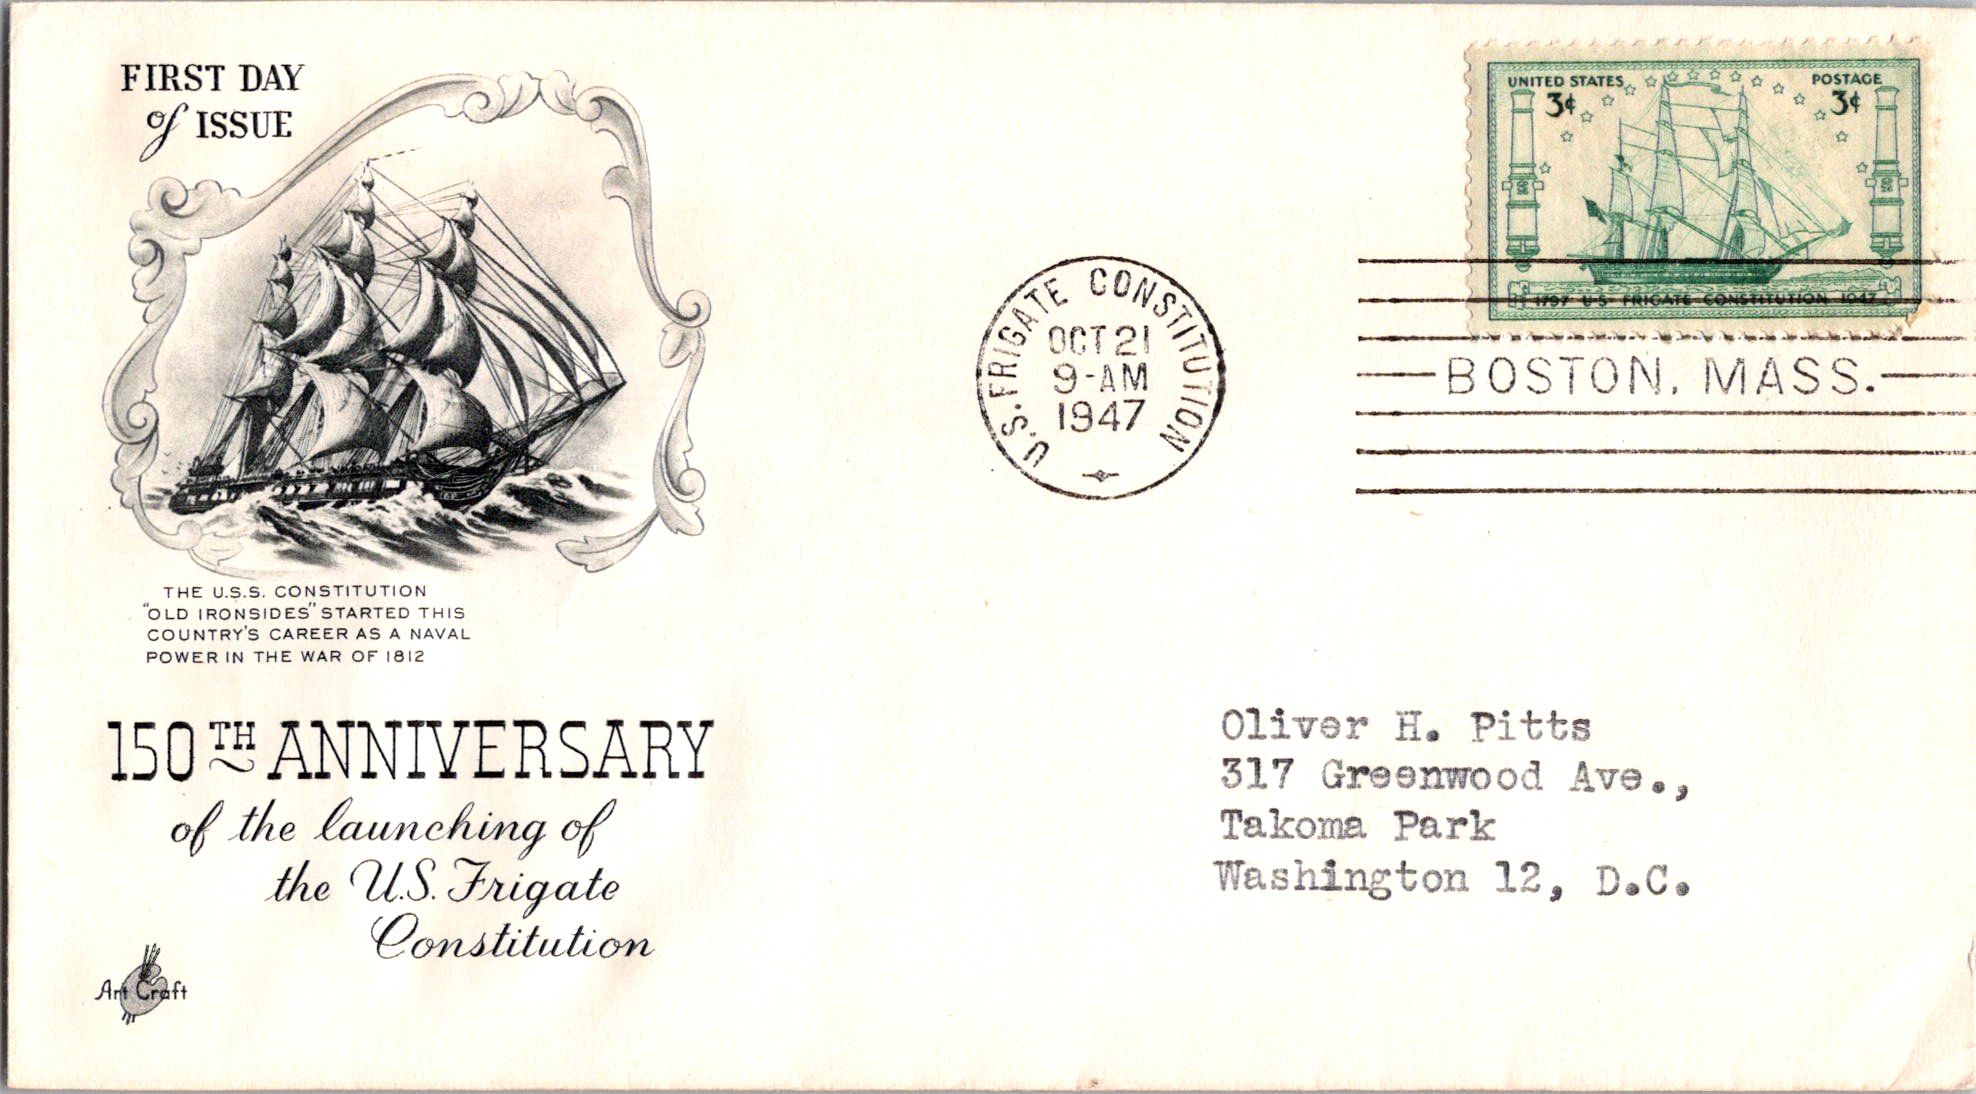 FIRST DAY
of ISSUE
UNITED STATES
POSTAGE
3¢
3¢
1797 U·S· FRIGATE CONSTITUTION 1947
U.S. FRIGATE CONSTITUTION
OCT 21
9-AM
1947
BOSTON, MASS.
THE U.S.S. CONSTITUTION
"OLD IRONSIDES" STARTED THIS
COUNTRY'S CAREER AS A NAVAL
POWER IN THE WAR OF 1812
150TH ANNIVERSARY
of the launching of
the U.S. Frigate
Constitution
Art Craft
Oliver H. Pitts
317 Greenwood Ave.,
Takoma Park
Washington 12, D.C.